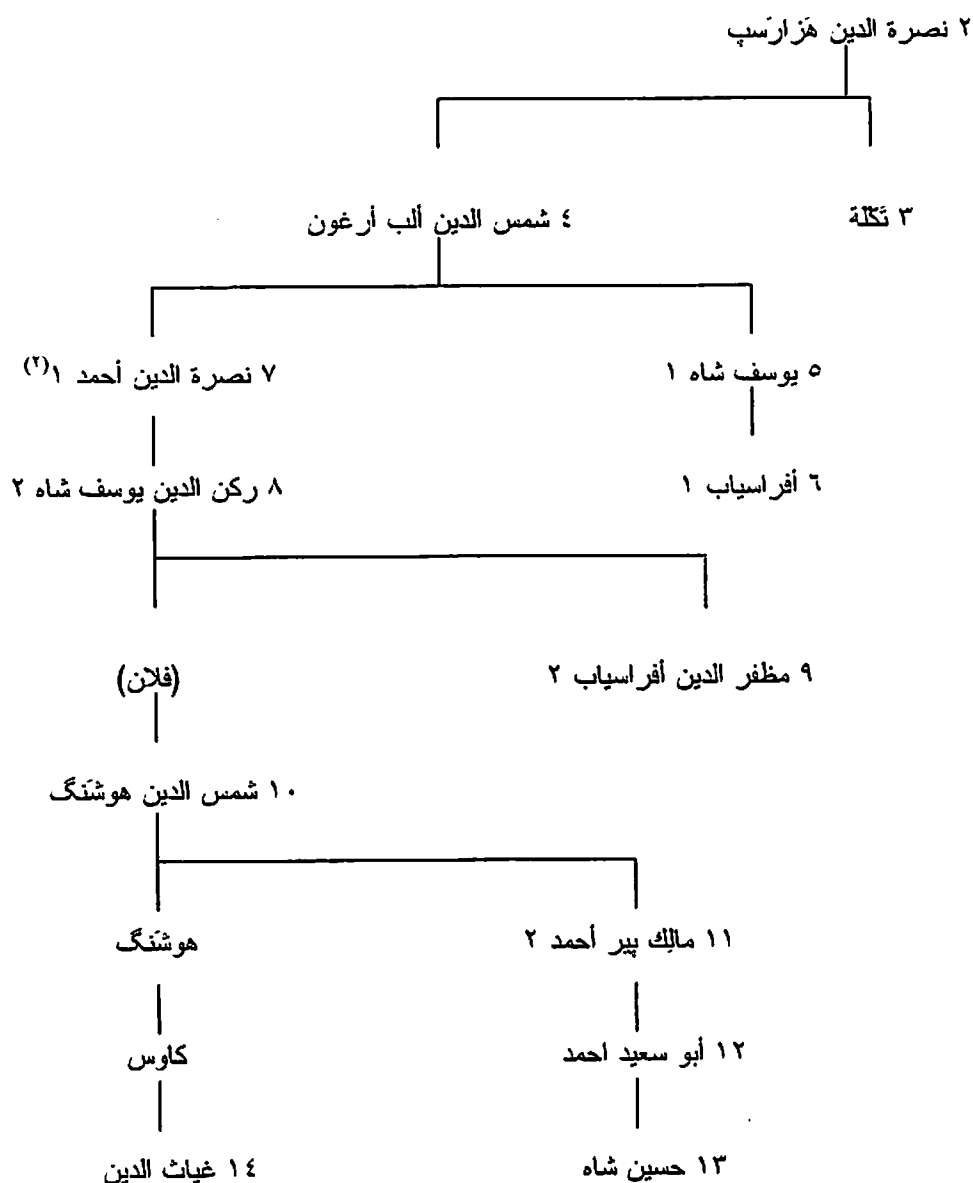 ٢ نصرة الدين هَزارَسپ
٣ تَكَلة
٤ شمس الدين ألب أرغون
٥ يوسف شاه ١
٧ نصرة الدين أحمد ١(٢)
٦ أفراسياب ١
٨ ركن الدين يوسف شاه ٢
٩ مظفر الدين أفراسياب ٢
(فلان)
١٠ شمس الدين هوشَنگ
١١ مالِك پير أحمد ٢
هوشَنگ
١٢ أبو سعيد احمد
كاوس
١٣ حسين شاه
١٤ غياث الدين